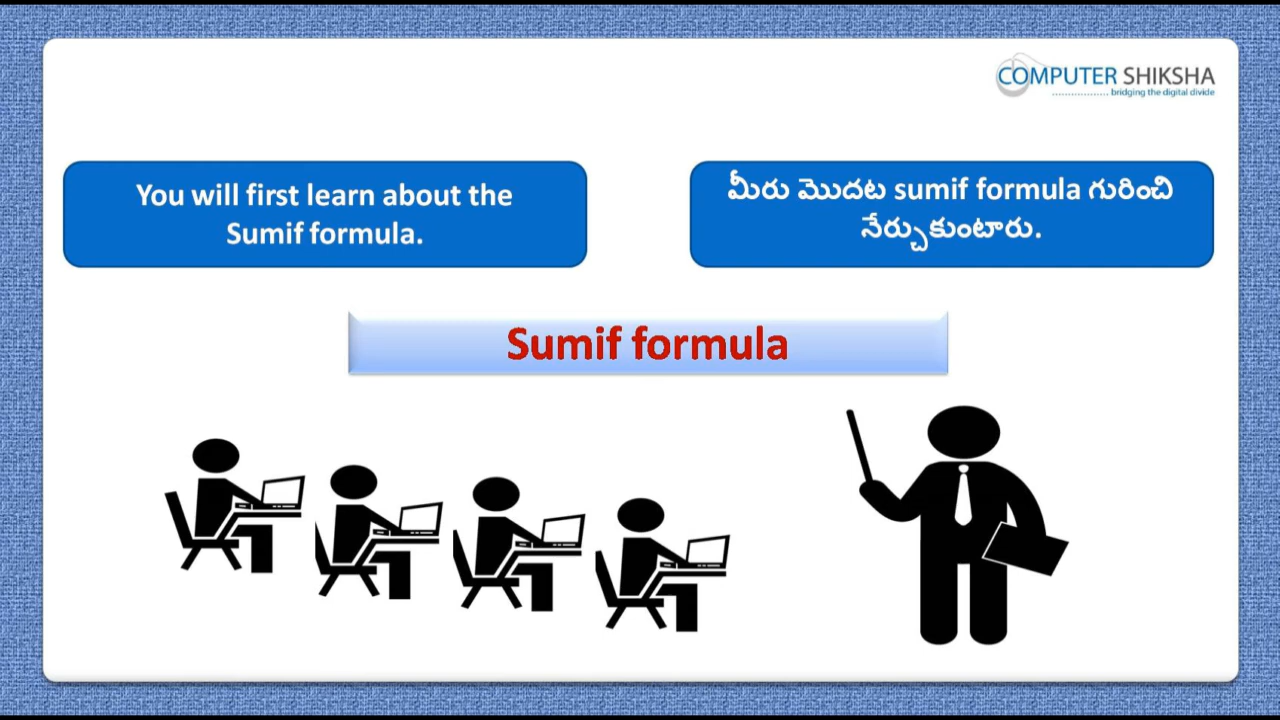 COMPUTER SHIKSHA
bridging the digital divide
You will first learn about the
Sumif formula.
మీరు మొదట sumif formula గురించి
నేర్చుకుంటారు.
Sumif formula